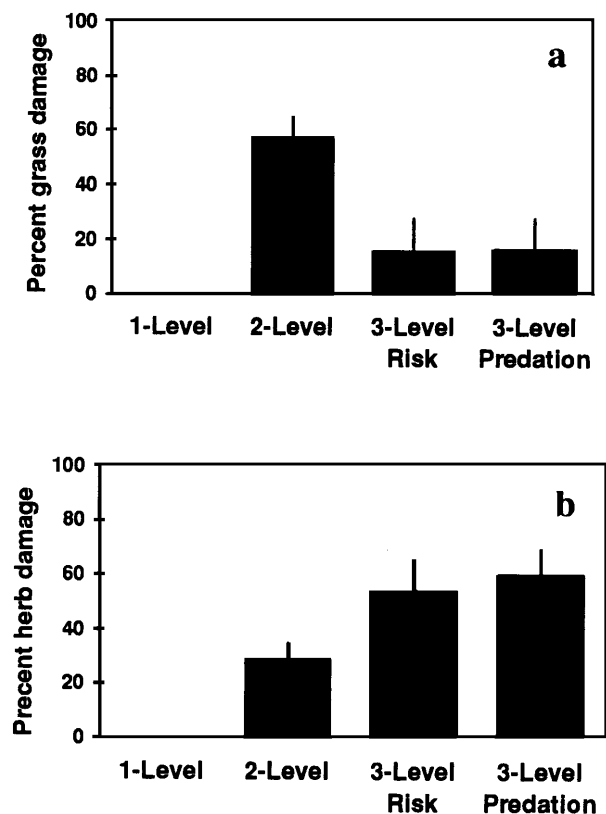 Percent grass damage
100
80
60
40
20
0
a
1-Level 2-Level 3-Level 3-Level
Risk Predation
Precent herb damage
100
80
60
40
20
0
b
1-Level 2-Level 3-Level 3-Level
Risk Predation